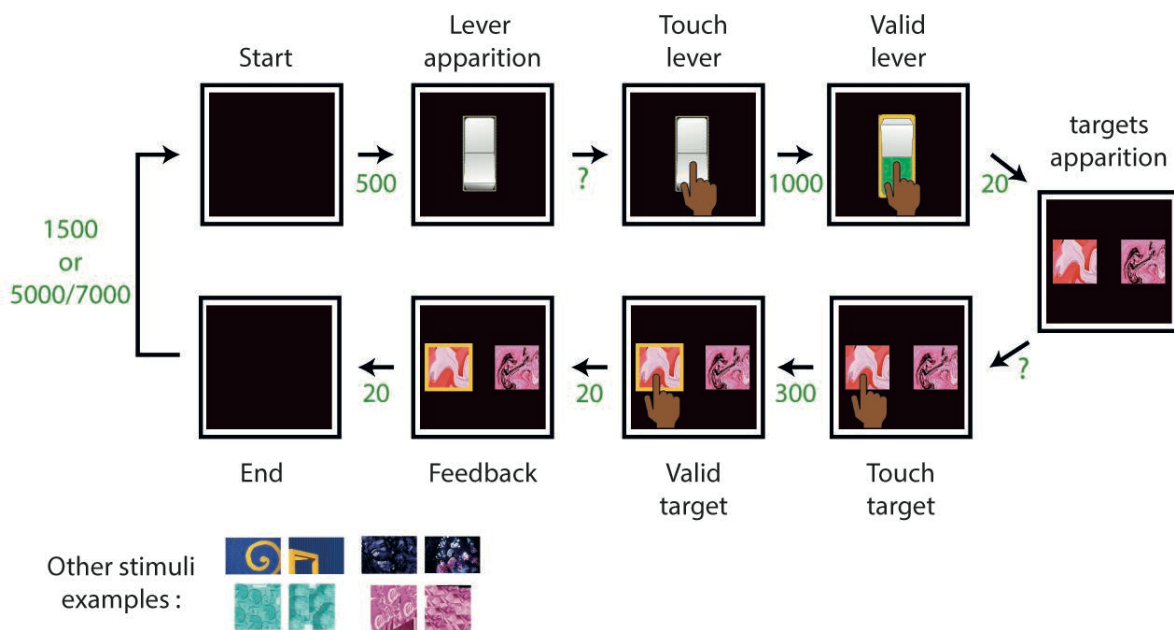 Start
Lever
apparition
Touch
lever
Valid
lever
targets
apparition
500
?
1000
20
1500
or
5000/7000
20
20
300
?
End
Feedback
Valid
target
Touch
target
Other stimuli
examples :